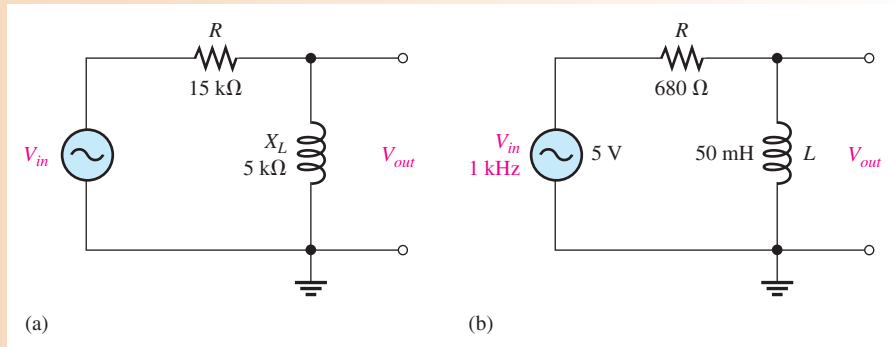 R
15 kΩ
X_L
5 kΩ
V_in
V_out
(a)
R
680 Ω
V_in
1 kHz
5 V
50 mH
L
V_out
(b)